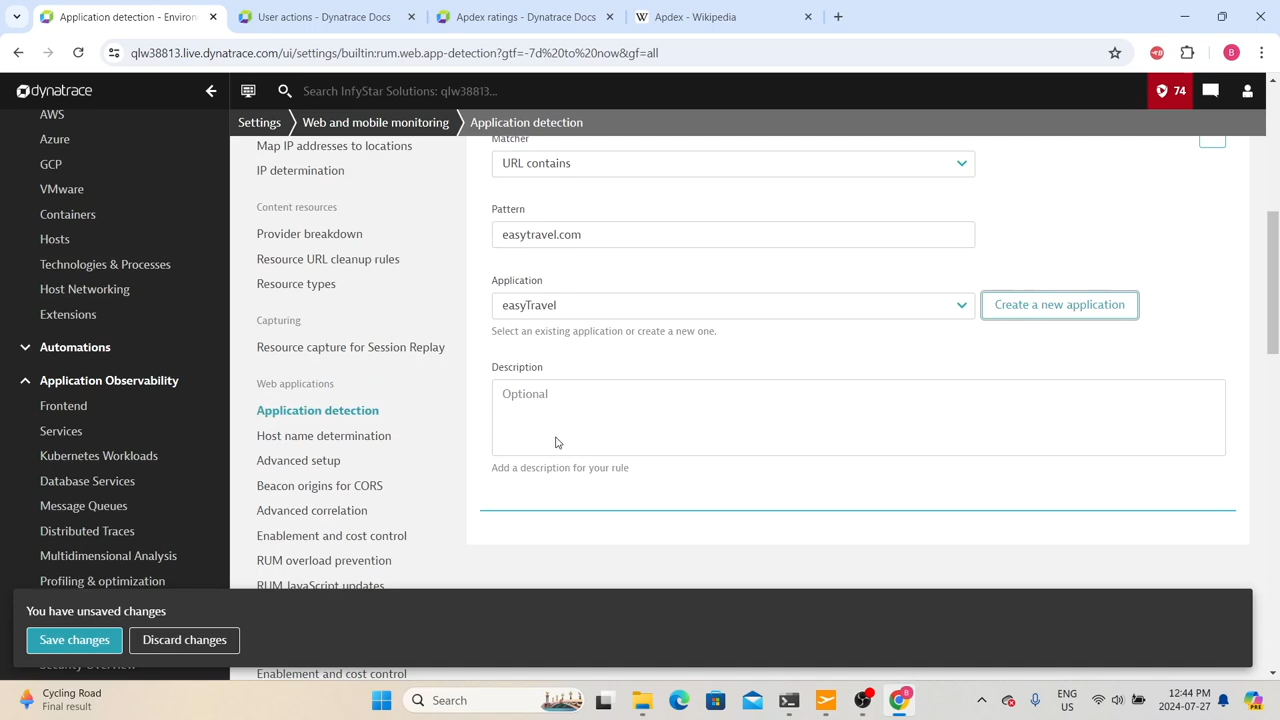 Application detection - Environ
User actions - Dynatrace Docs
Apdex ratings - Dynatrace Docs
Apdex - Wikipedia
qlw38813.live.dynatrace.com/ui/settings/builtin:rum.web.app-detection?gtf=-7d%20to%20now&gf=all
B
dynatrace
Search InfyStar Solutions: qlw38813...
74
Settings
Web and mobile monitoring
Application detection
AWS
Azure
GCP
VMware
Containers
Hosts
Technologies & Processes
Host Networking
Extensions
Automations
Application Observability
Frontend
Services
Kubernetes Workloads
Database Services
Message Queues
Distributed Traces
Multidimensional Analysis
Profiling & optimization
Security Overview
Map IP addresses to locations
IP determination
Content resources
Provider breakdown
Resource URL cleanup rules
Resource types
Capturing
Resource capture for Session Replay
Web applications
Application detection
Host name determination
Advanced setup
Beacon origins for CORS
Advanced correlation
Enablement and cost control
RUM overload prevention
RUM JavaScript updates
Enablement and cost control
Matcher
URL contains
Pattern
easytravel.com
Application
easyTravel
Create a new application
Select an existing application or create a new one.
Description
Optional
Add a description for your rule
You have unsaved changes
Save changes
Discard changes
Cycling Road
Final result
Search
ENG
US
12:44 PM
2024-07-27